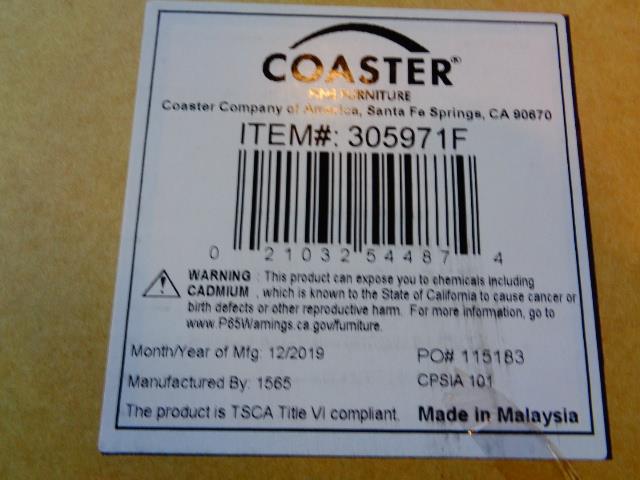 COASTER®
FURNITURE
Coaster Company of America, Santa Fe Springs, CA 90670
ITEM#: 305971F
0 21032 54487 4
WARNING : This product can expose you to chemicals including
CADMIUM , which is known to the State of California to cause cancer or
birth defects or other reproductive harm. For more information, go to
www.P65Warnings.ca.gov/furniture.
Month/Year of Mfg: 12/2019 PO# 115183
Manufactured By: 1565 CPSIA 101
The product is TSCA Title VI compliant. Made in Malaysia